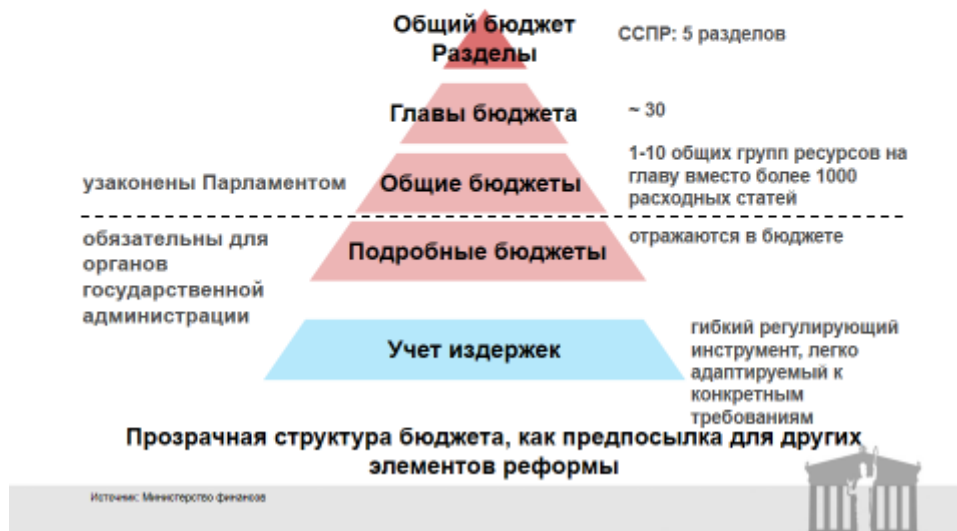 Общий бюджет
Разделы
ССПР: 5 разделов
Главы бюджета
~ 30
узаконены Парламентом
Общие бюджеты
1-10 общих групп ресурсов на
главу вместо более 1000
расходных статей
обязательны для
органов
государственной
администрации
Подробные бюджеты
отражаются в бюджете
Учет издержек
гибкий регулирующий
инструмент, легко
адаптируемый к
конкретным
требованиям
Прозрачная структура бюджета, как предпосылка для других
элементов реформы
Источник: Министерство финансов